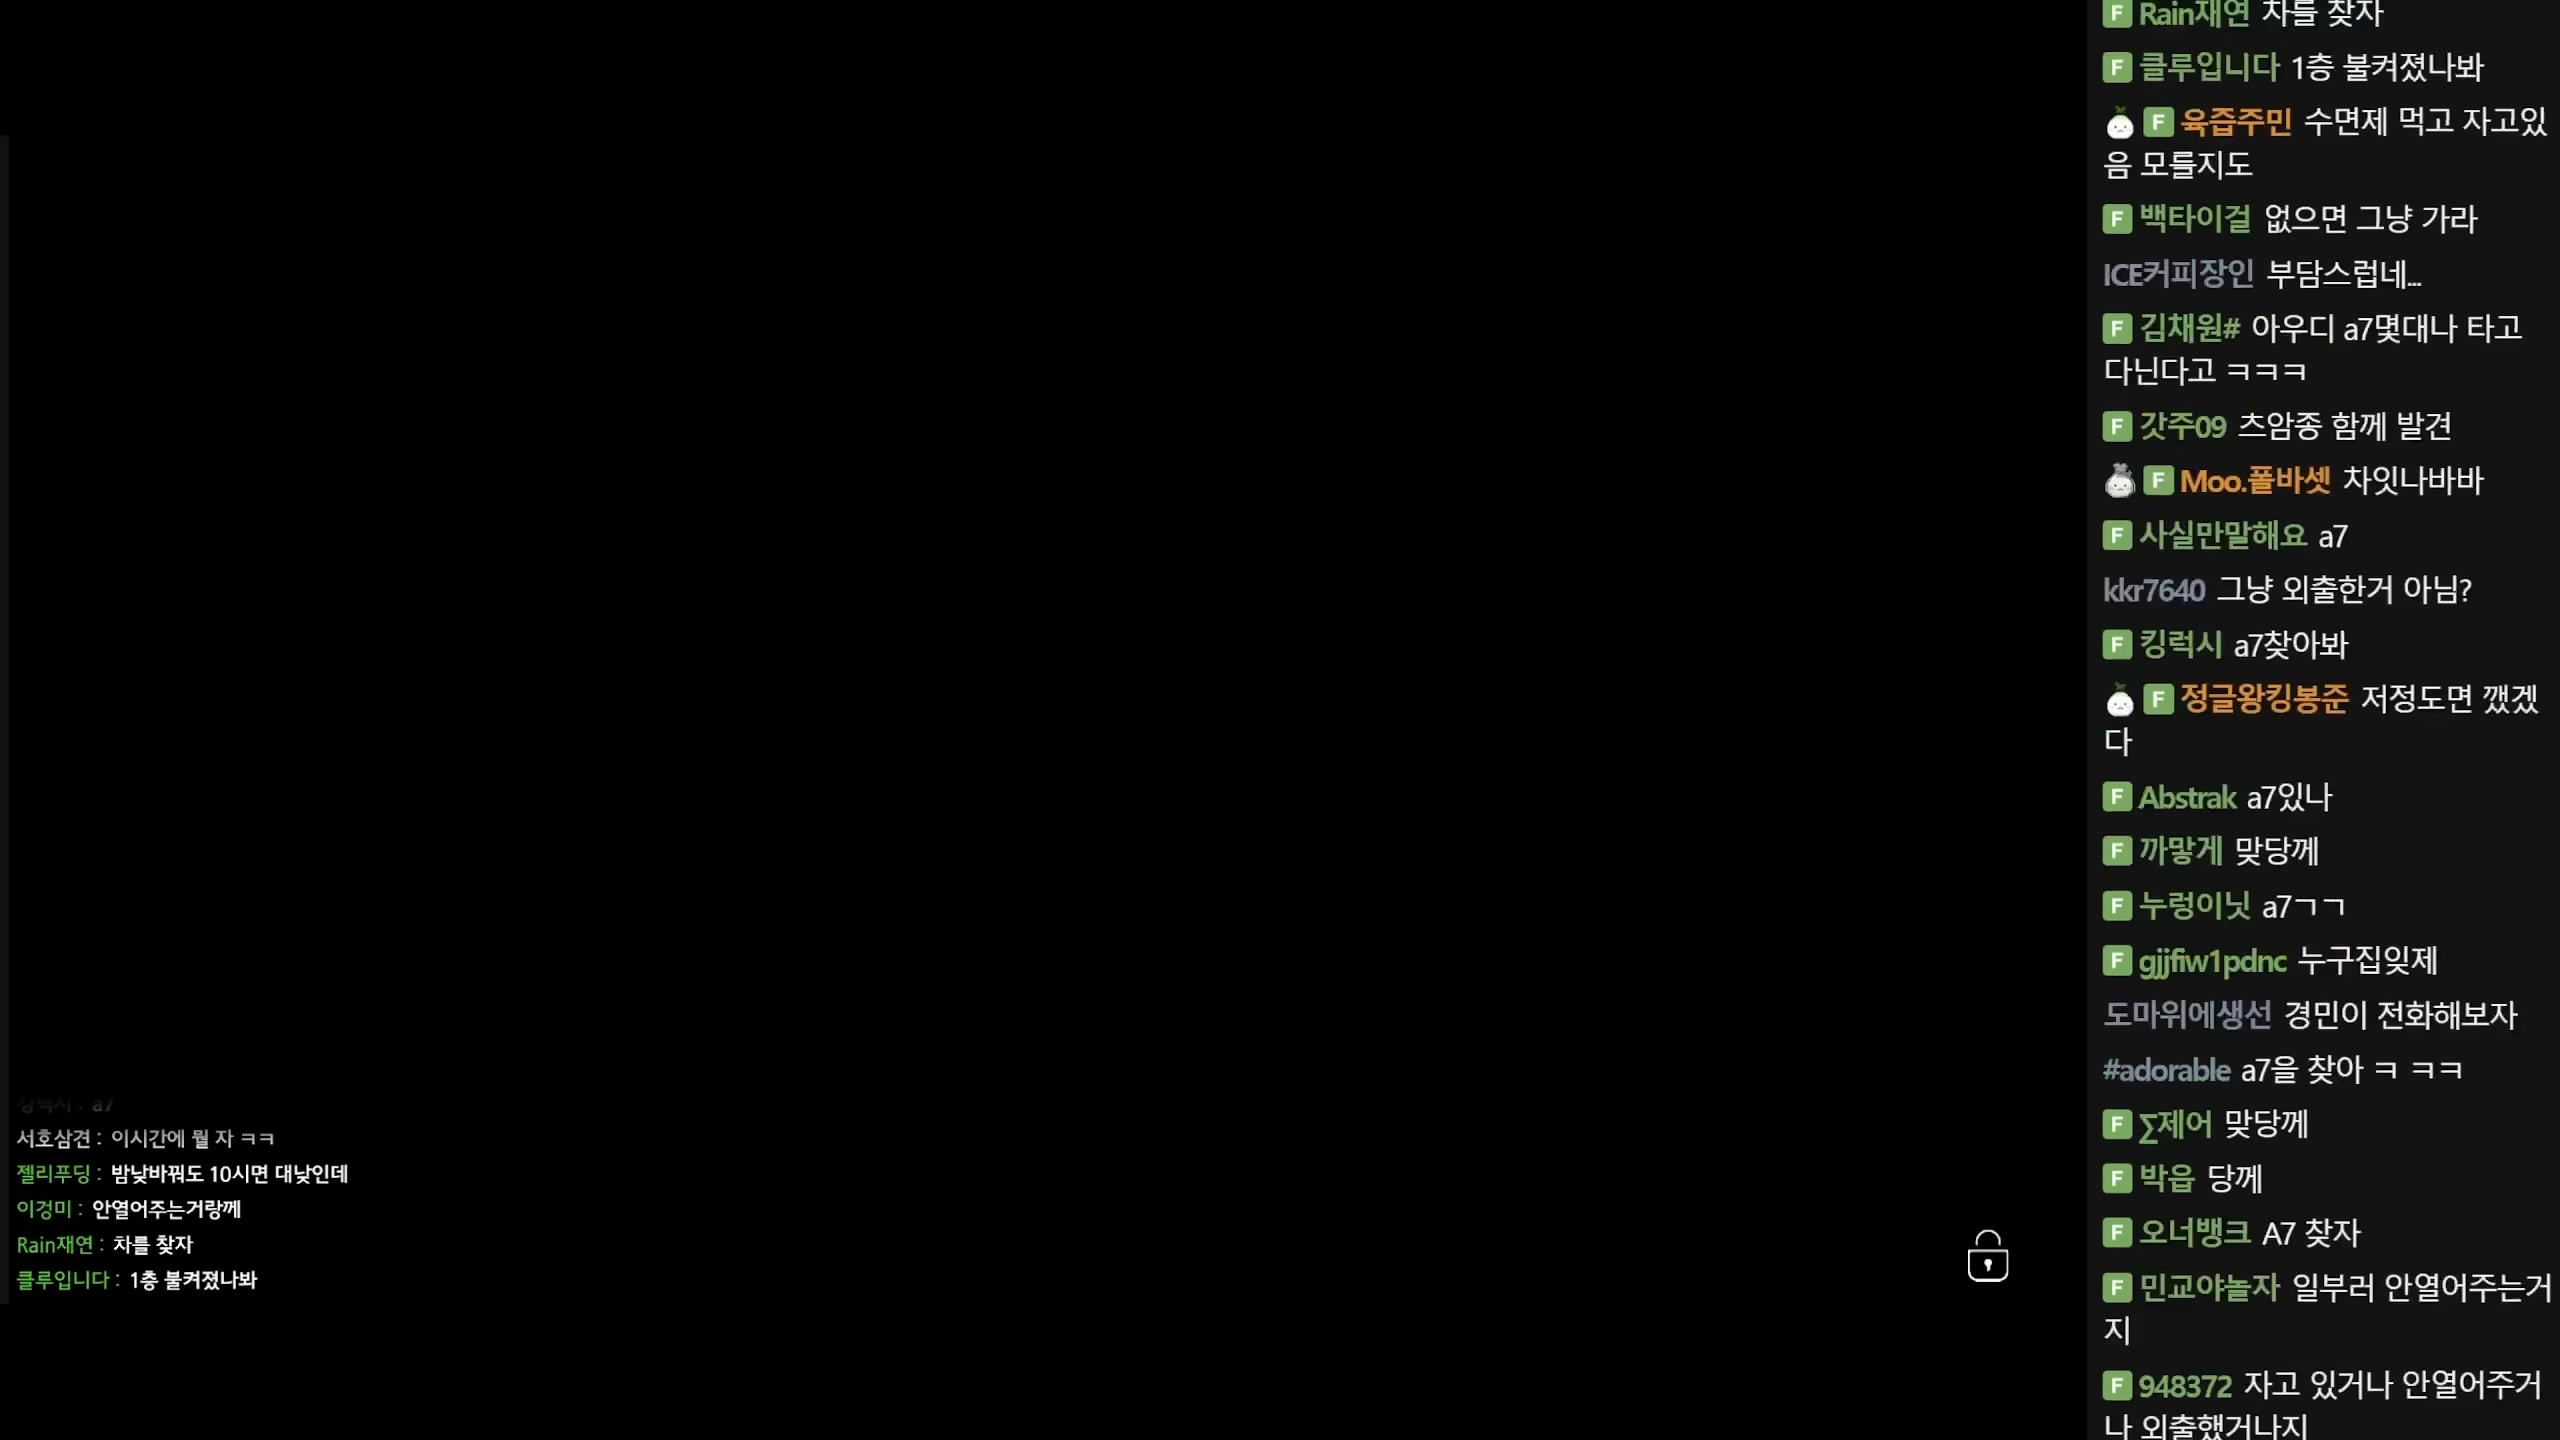 서호삼견 : 이시간에 뭘 자 ㅋㅋ
젤리푸딩 : 밤낮바꿔도 10시면 대낮인데
이겅미 : 안열어주는거랑께
Rain재연 : 차를 찾자
클루입니다 : 1층 불켜졌나봐
F Rain재연 차를 찾자
F 클루입니다 1층 불켜졌나봐
F 육즙주민 수면제 먹고 자고있
음 모를지도
F 백타이걸 없으면 그냥 가라
ICE커피장인 부담스럽네...
F 김채원# 아우디 a7몇대나 타고
다닌다고 ㅋㅋㅋ
F 갓주09 츠암종 함께 발견
F Moo.폴바셋 차잇나바바
F 사실만말해요 a7
kkr7640 그냥 외출한거 아님?
F 킹럭시 a7찾아봐
F 정글왕킹봉준 저정도면 깼겠
다
F Abstrak a7있나
F 까맣게 맞당께
F 누렁이닛 a7ㄱㄱ
F gjjfiw1pdnc 누구집잊제
도마위에생선 경민이 전화해보자
#adorable a7을 찾아 ㅋ ㅋㅋ
F ∑제어 맞당께
F 박읍 당께
F 오너뱅크 A7 찾자
F 민교야놀자 일부러 안열어주는거
지
F 948372 자고 있거나 안열어주거
나 외출했거나지